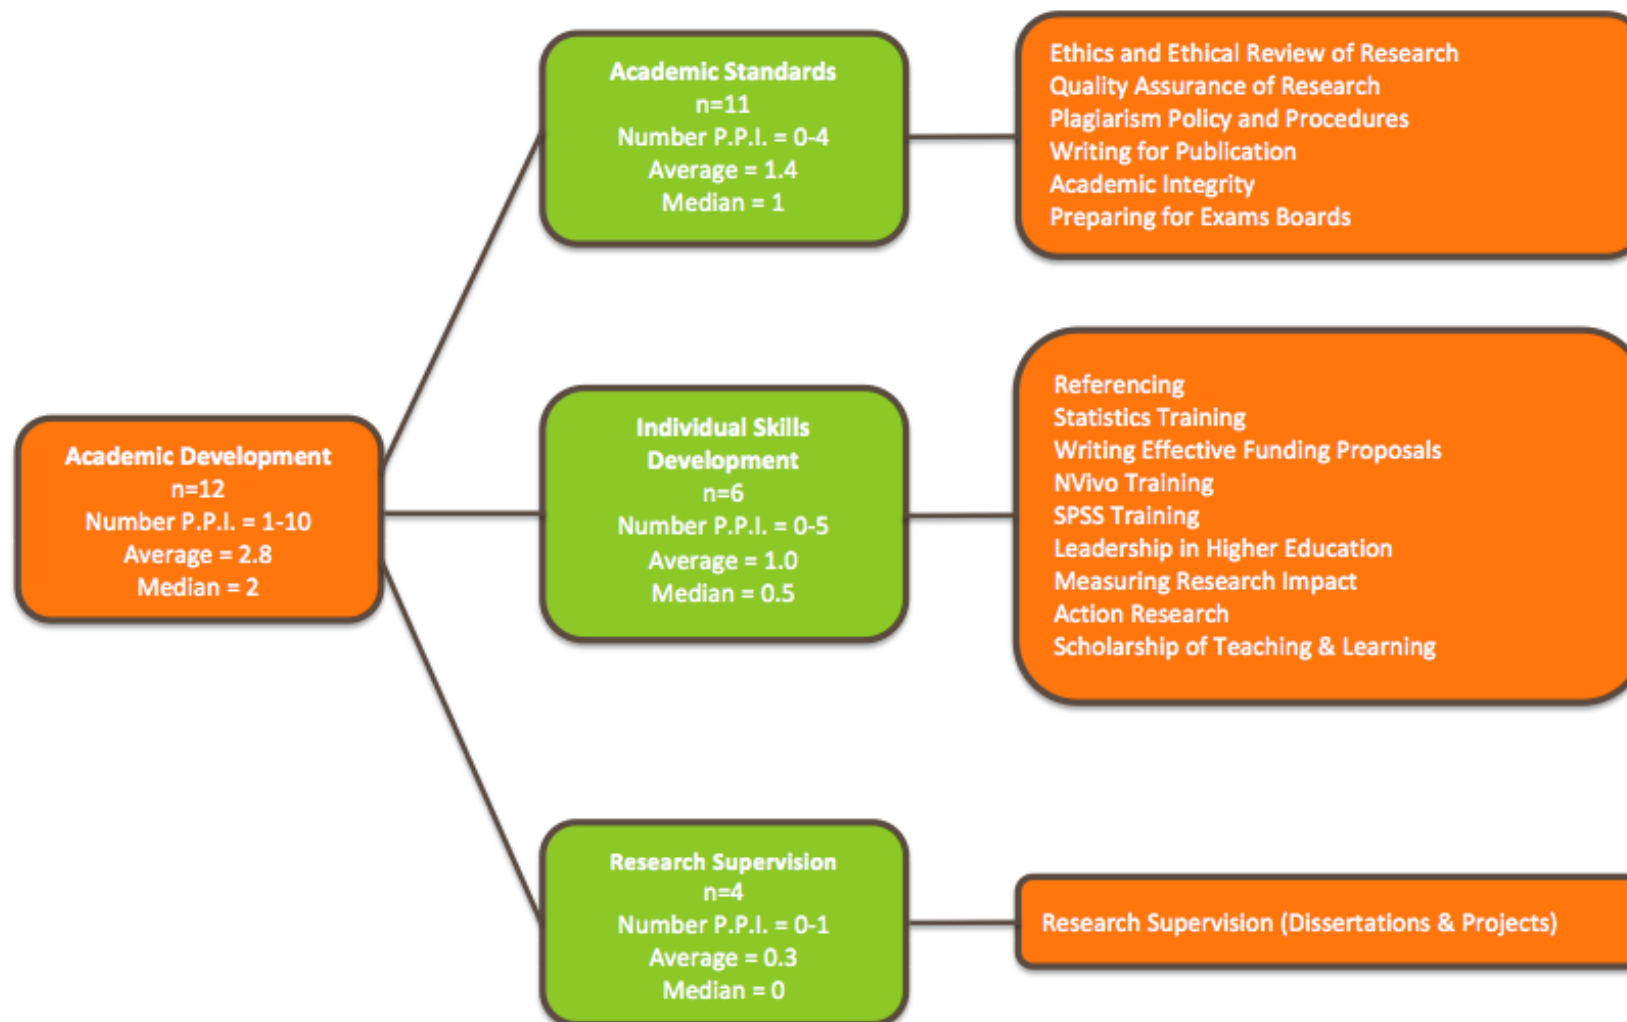 Academic Development
n=12
Number P.P.I. = 1-10
Average = 2.8
Median = 2
Academic Standards
n=11
Number P.P.I. = 0-4
Average = 1.4
Median = 1
Ethics and Ethical Review of Research
Quality Assurance of Research
Plagiarism Policy and Procedures
Writing for Publication
Academic Integrity
Preparing for Exams Boards
Individual Skills
Development
n=6
Number P.P.I. = 0-5
Average = 1.0
Median = 0.5
Referencing
Statistics Training
Writing Effective Funding Proposals
NVivo Training
SPSS Training
Leadership in Higher Education
Measuring Research Impact
Action Research
Scholarship of Teaching & Learning
Research Supervision
n=4
Number P.P.I. = 0-1
Average = 0.3
Median = 0
Research Supervision (Dissertations & Projects)